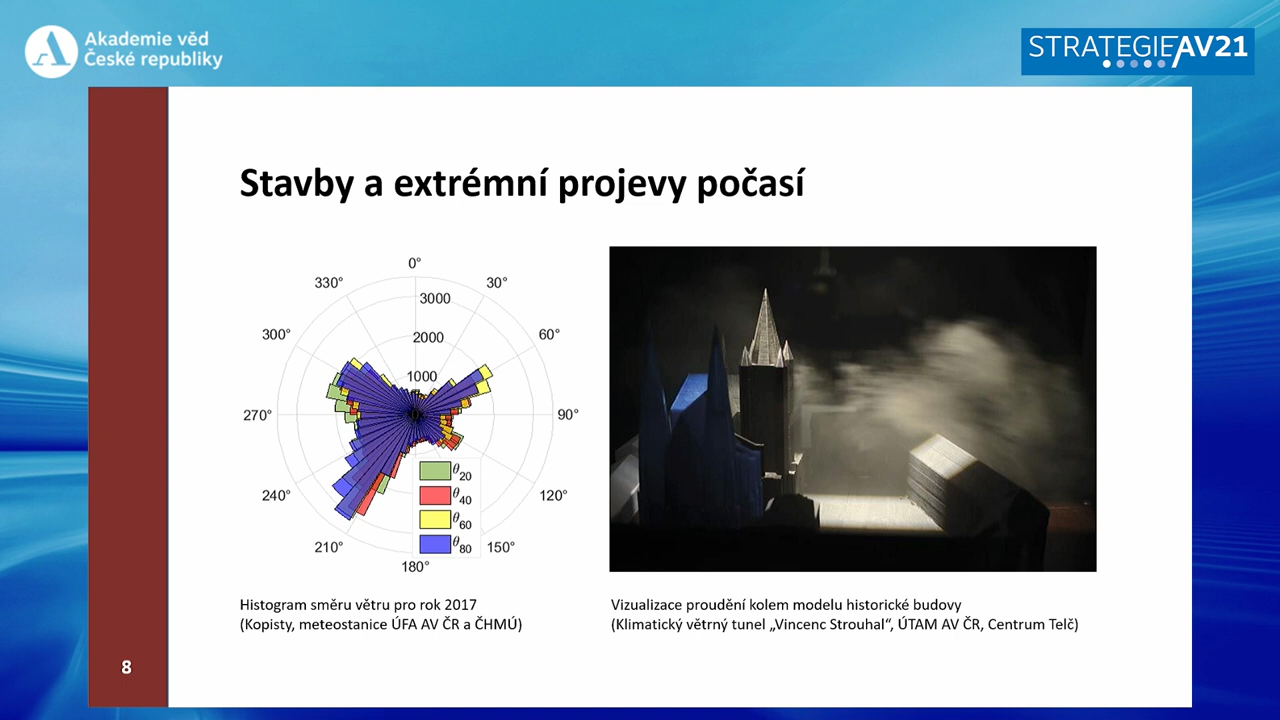 Akademie věd
České republiky
STRATEGIE AV21
Stavby a extrémní projevy počasí
0°
30°
60°
90°
120°
150°
180°
210°
240°
270°
300°
330°
3000
2000
1000
0
θ20
θ40
θ60
θ80
Histogram směru větru pro rok 2017
(Kopisty, meteostanice ÚFA AV ČR a ČHMÚ)
Vizualizace proudění kolem modelu historické budovy
(Klimatický větrný tunel „Vincenc Strouhal“, ÚTAM AV ČR, Centrum Telč)
8